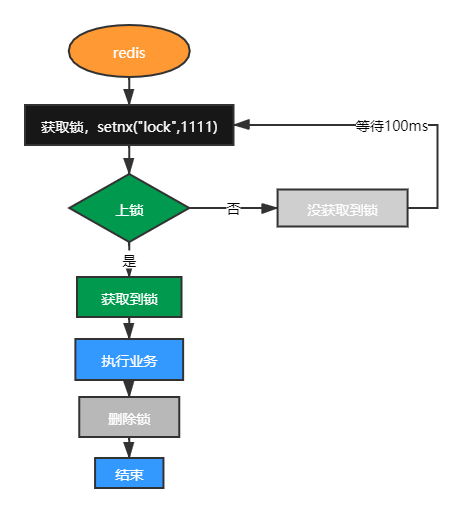 redis
获取锁，setnx("lock",1111)
等待100ms
上锁
否
没获取到锁
是
获取到锁
执行业务
删除锁
结束